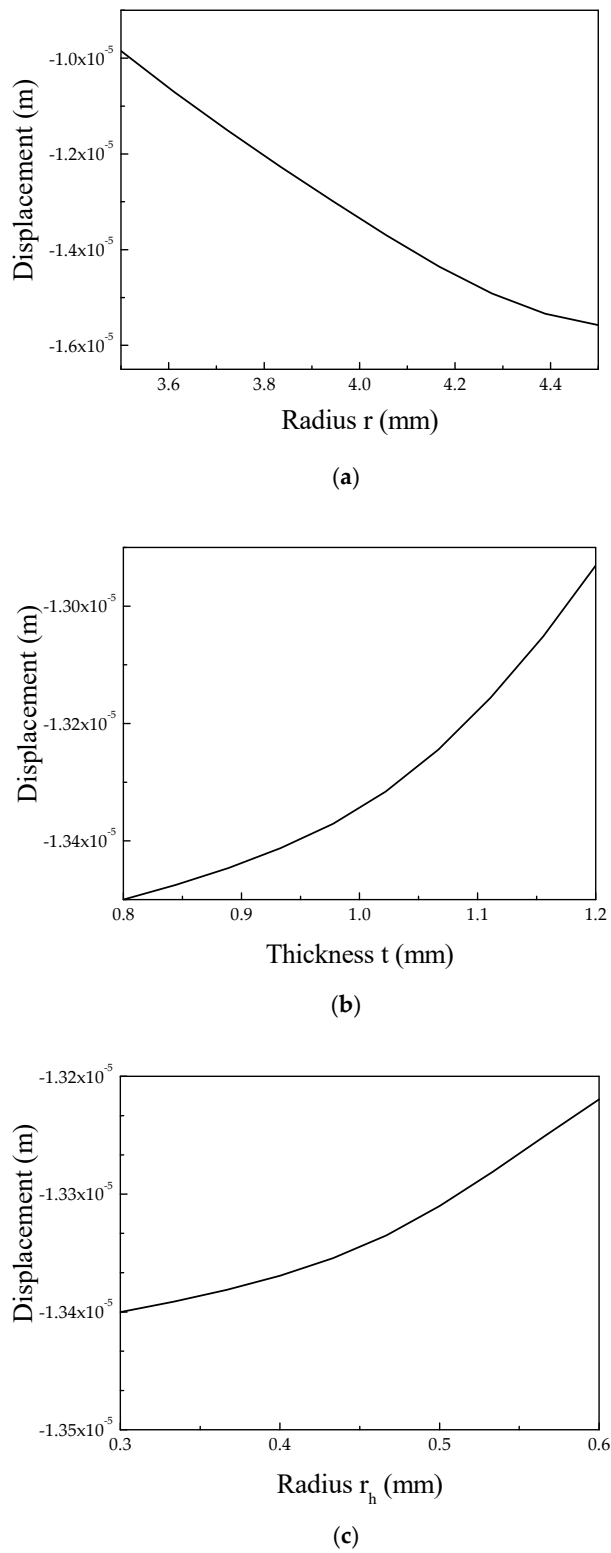 Displacement (m)
-1.0x10⁻⁵
-1.2x10⁻⁵
-1.4x10⁻⁵
-1.6x10⁻⁵
3.6 3.8 4.0 4.2 4.4
Radius r (mm)
(a)
Displacement (m)
-1.30x10⁻⁵
-1.32x10⁻⁵
-1.34x10⁻⁵
0.8 0.9 1.0 1.1 1.2
Thickness t (mm)
(b)
Displacement (m)
-1.32x10⁻⁵
-1.33x10⁻⁵
-1.34x10⁻⁵
-1.35x10⁻⁵
0.3 0.4 0.5 0.6
Radius rₕ (mm)
(c)